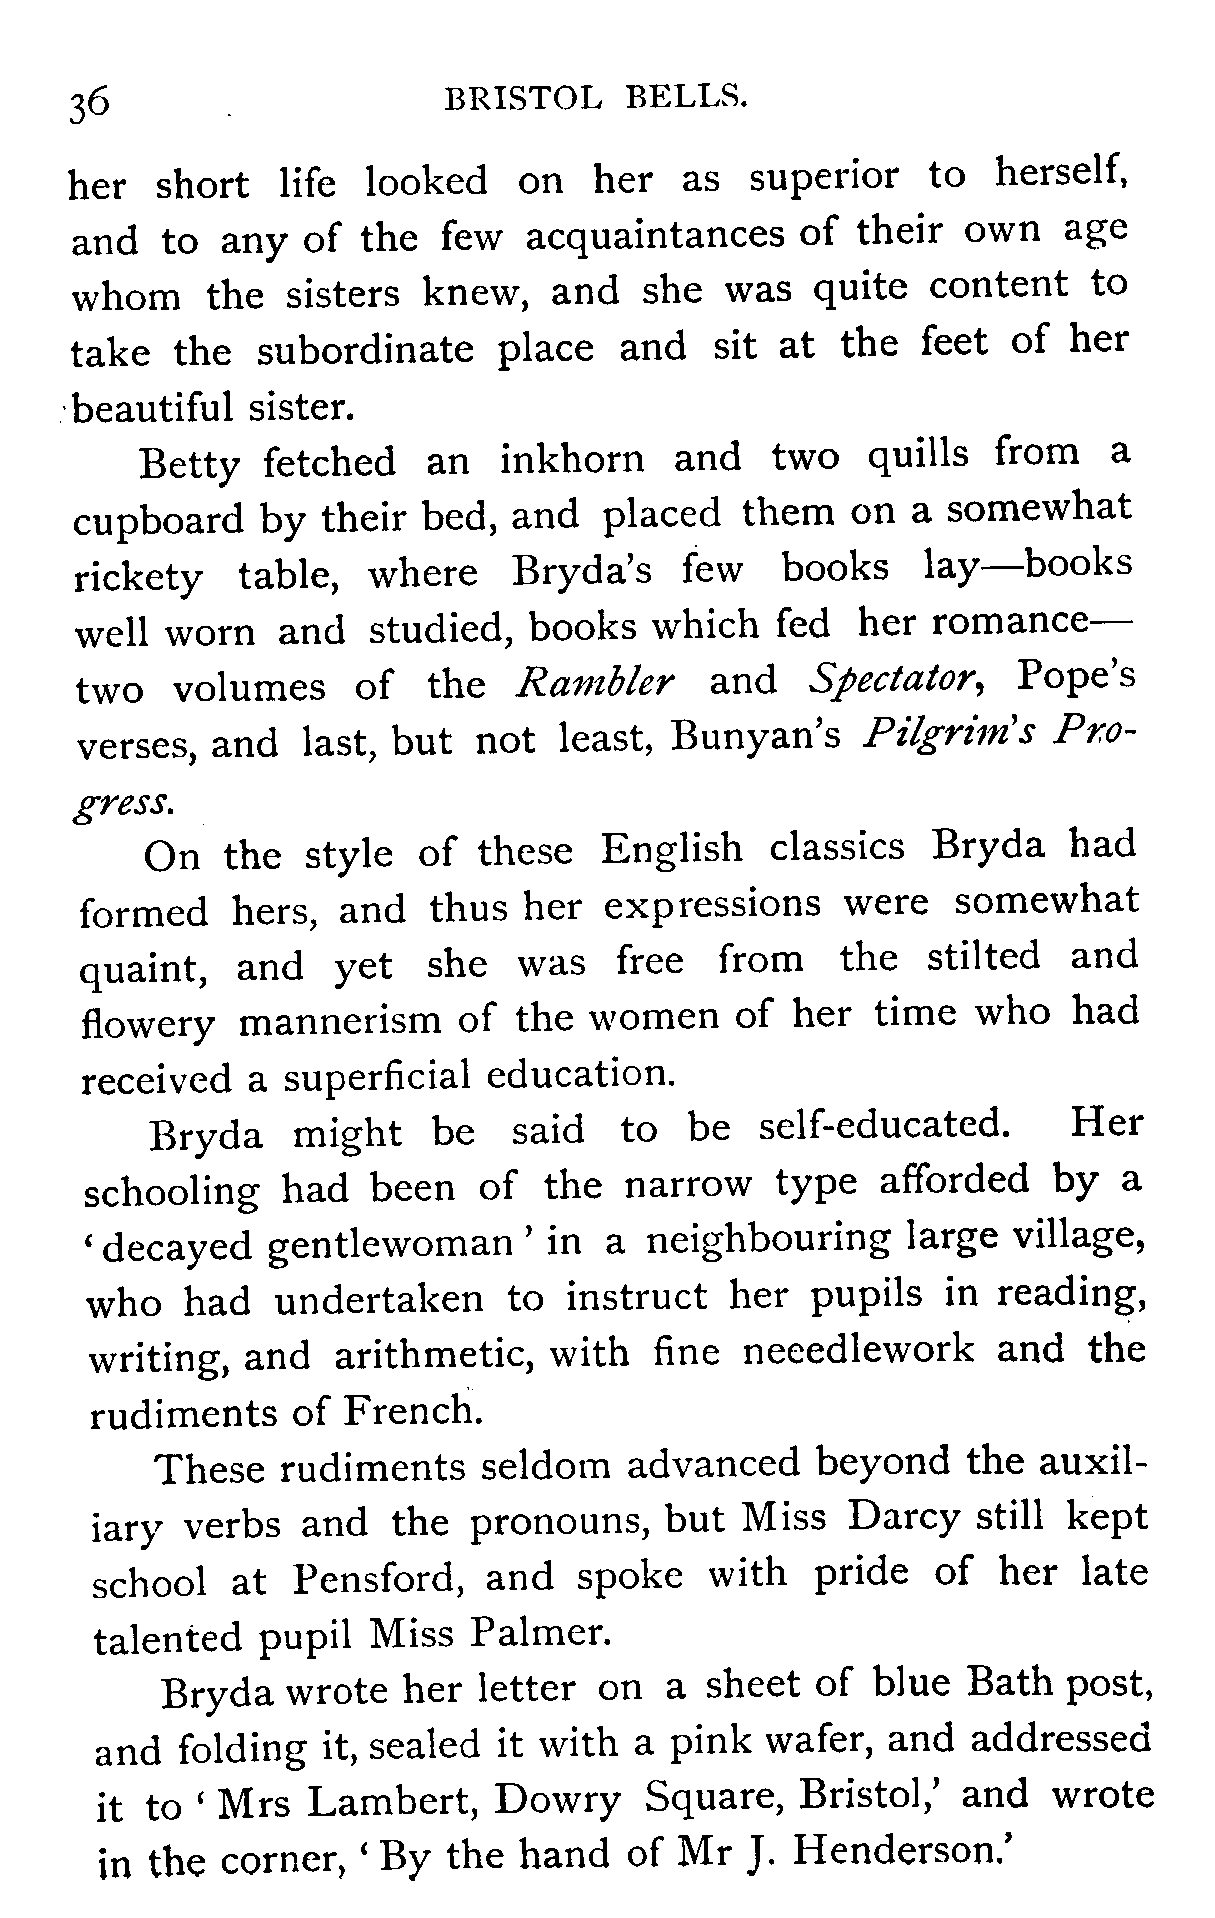 36 BRISTOL BELLS.
her short life looked on her as superior to herself,
and to any of the few acquaintances of their own age
whom the sisters knew, and she was quite content to
take the subordinate place and sit at the feet of her
beautiful sister.
Betty fetched an inkhorn and two quills from a
cupboard by their bed, and placed them on a somewhat
rickety table, where Bryda's few books lay—books
well worn and studied, books which fed her romance—
two volumes of the Rambler and Spectator, Pope's
verses, and last, but not least, Bunyan's Pilgrim's Pro-
gress.
On the style of these English classics Bryda had
formed hers, and thus her expressions were somewhat
quaint, and yet she was free from the stilted and
flowery mannerism of the women of her time who had
received a superficial education.
Bryda might be said to be self-educated. Her
schooling had been of the narrow type afforded by a
‘decayed gentlewoman’ in a neighbouring large village,
who had undertaken to instruct her pupils in reading,
writing, and arithmetic, with fine needlework and the
rudiments of French.
These rudiments seldom advanced beyond the auxil-
iary verbs and the pronouns, but Miss Darcy still kept
school at Pensford, and spoke with pride of her late
talented pupil Miss Palmer.
Bryda wrote her letter on a sheet of blue Bath post,
and folding it, sealed it with a pink wafer, and addressed
it to ‘Mrs Lambert, Dowry Square, Bristol,’ and wrote
in the corner, ‘By the hand of Mr J. Henderson.’